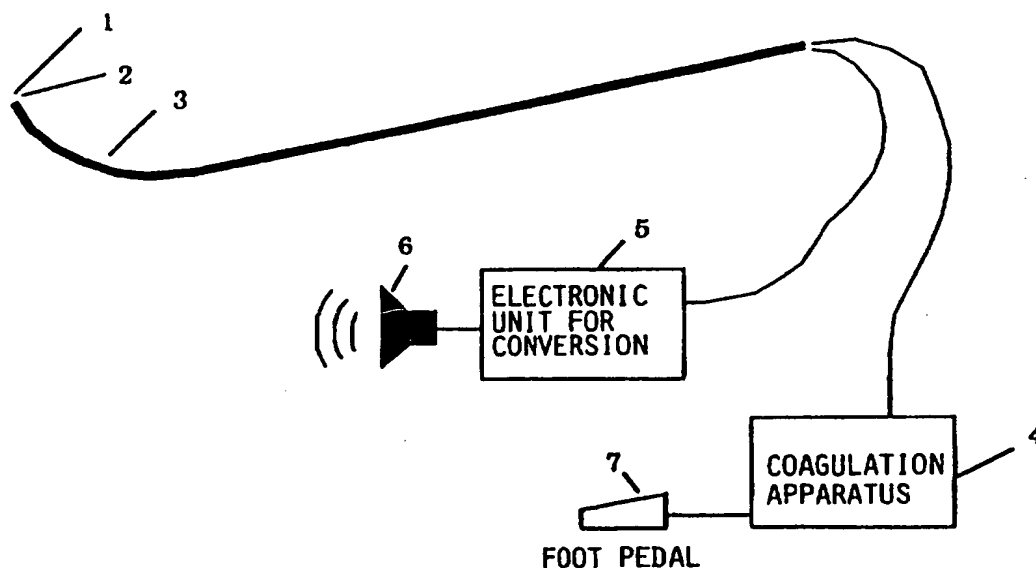 1
2
3
5
6
ELECTRONIC
UNIT FOR
CONVERSION
4
7
COAGULATION
APPARATUS
FOOT PEDAL